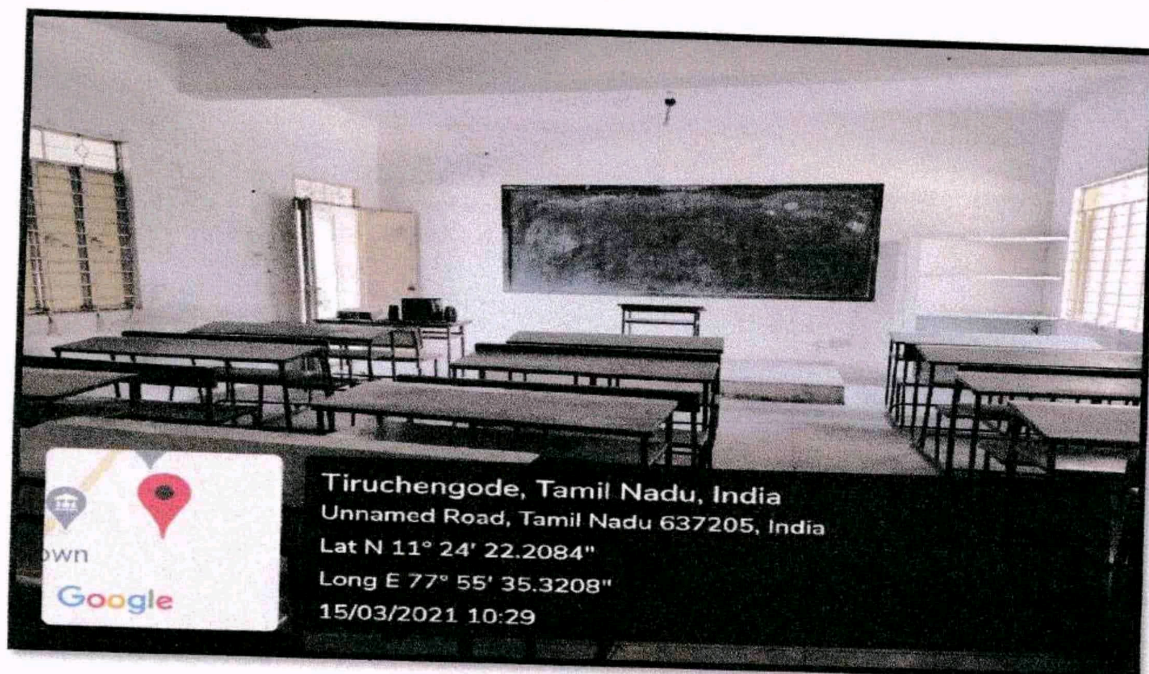 Tiruchengode, Tamil Nadu, India
Unnamed Road, Tamil Nadu 637205, India
Lat N 11° 24' 22.2084"
Long E 77° 55' 35.3208"
15/03/2021 10:29
own
Google